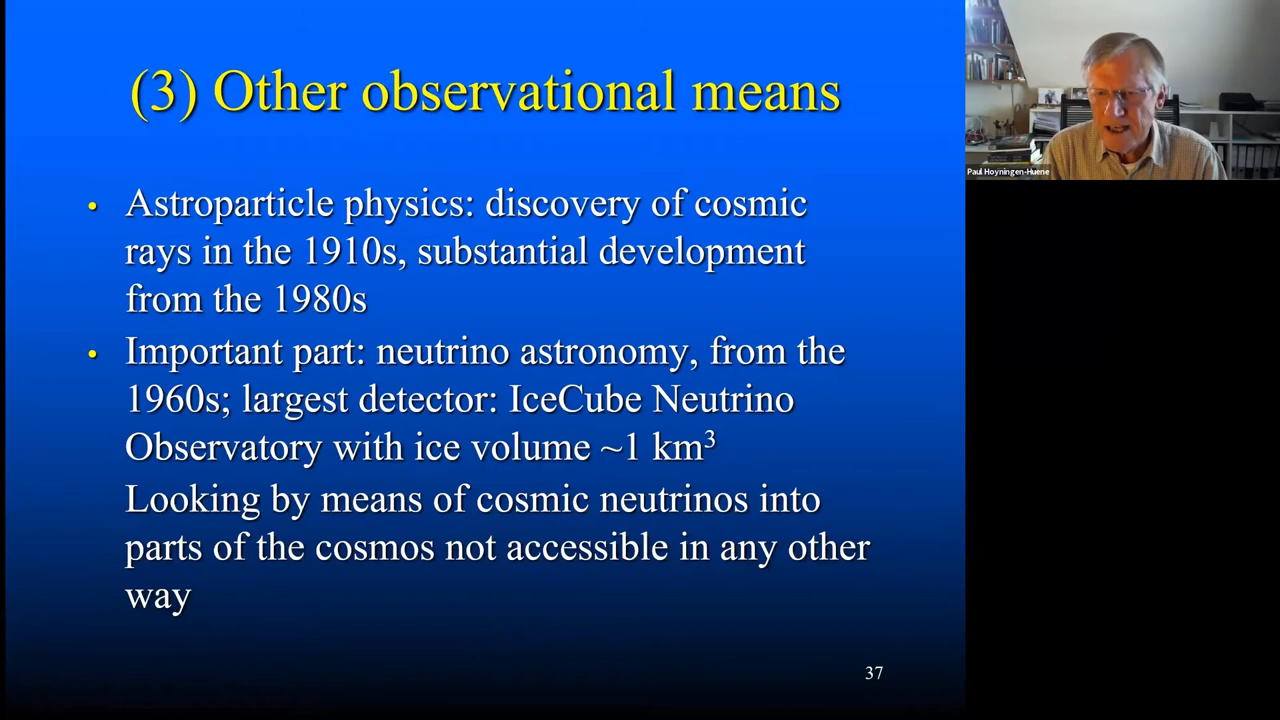 (3) Other observational means
• Astroparticle physics: discovery of cosmic
rays in the 1910s, substantial development
from the 1980s
• Important part: neutrino astronomy, from the
1960s; largest detector: IceCube Neutrino
Observatory with ice volume ~1 km³
Looking by means of cosmic neutrinos into
parts of the cosmos not accessible in any other
way
37
Paul Hoyningen-Huene